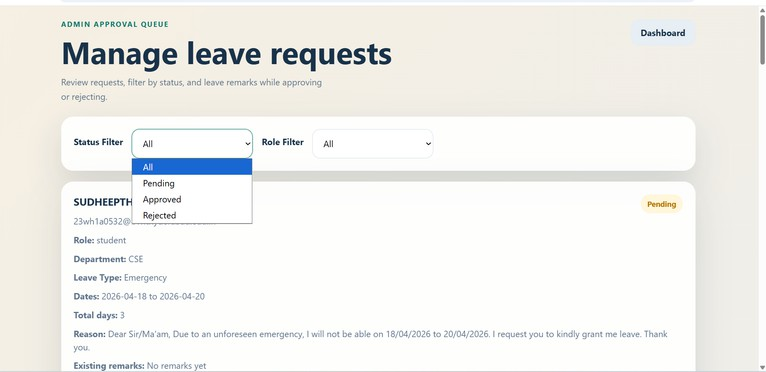 ADMIN APPROVAL QUEUE
Manage leave requests
Dashboard
Review requests, filter by status, and leave remarks while approving
or rejecting.
Status Filter
All
Role Filter
All
All
Pending
Approved
Rejected
SUDHEEPTH
Pending
23wh1a0532@
Role: student
Department: CSE
Leave Type: Emergency
Dates: 2026-04-18 to 2026-04-20
Total days: 3
Reason: Dear Sir/Ma'am, Due to an unforeseen emergency, I will not be able on 18/04/2026 to 20/04/2026. I request you to kindly grant me leave. Thank
you.
Existing remarks: No remarks yet